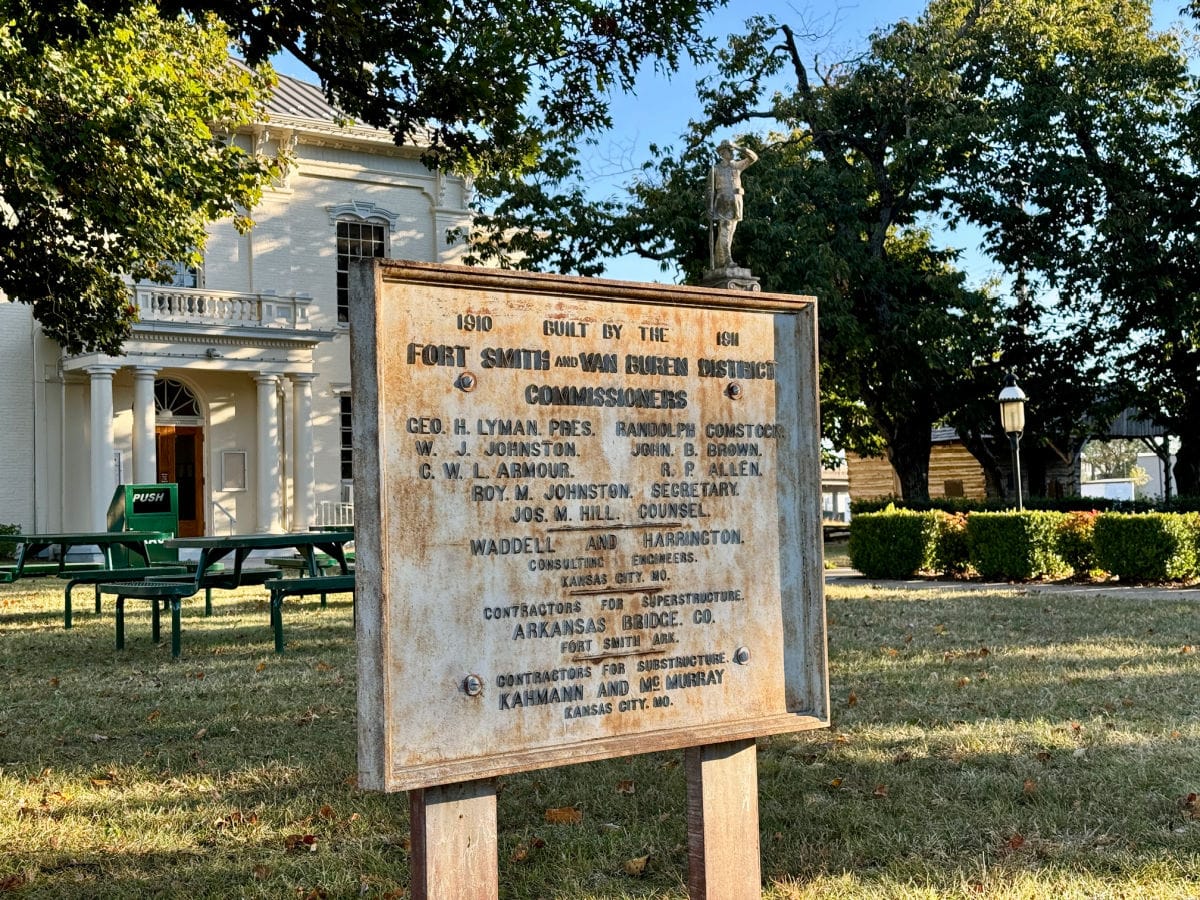 1910 BUILT BY THE 1911
FORT SMITH AND VAN BUREN DISTRICT
COMMISSIONERS
GEO. H. LYMAN. PRES. RANDOLPH COMSTOCK.
W. J. JOHNSTON. JOHN. B. BROWN.
C. W. L. ARMOUR. R. P. ALLEN.
ROY. M. JOHNSTON. SECRETARY.
JOS. M. HILL. COUNSEL.
WADDELL AND HARRINGTON.
CONSULTING ENGINEERS.
KANSAS CITY. MO.
CONTRACTORS FOR SUPERSTRUCTURE.
ARKANSAS BRIDGE. CO.
FORT SMITH ARK.
CONTRACTORS FOR SUBSTRUCTURE.
KAHMANN AND Mc MURRAY
KANSAS CITY. MO.
PUSH